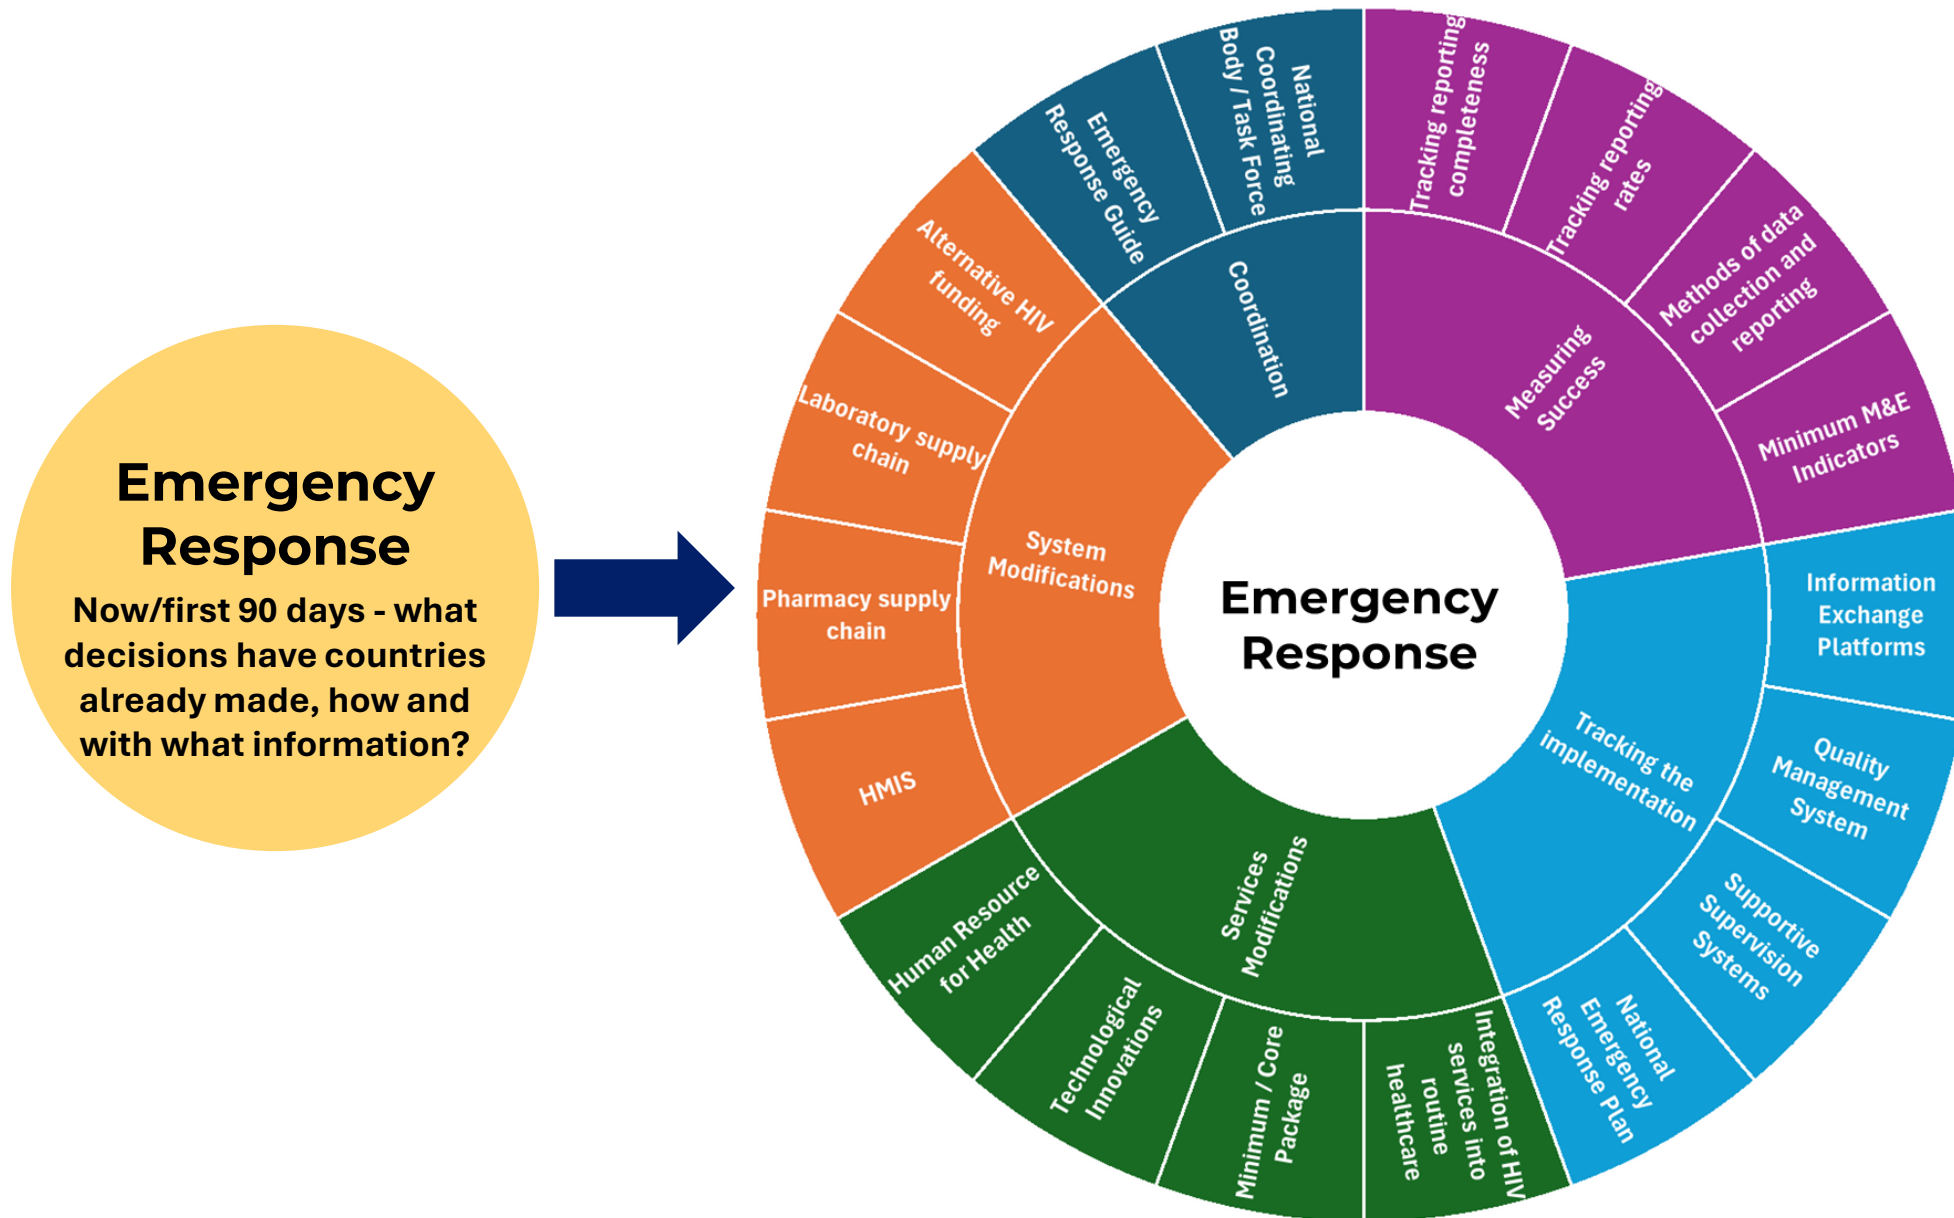 Emergency
Response
Now/first 90 days - what
decisions have countries
already made, how and
with what information?
Emergency
Response
Measuring
Success
Tracking reporting
completeness
Tracking reporting
rates
Methods of data
collection and
reporting
Minimum M&E
Indicators
Tracking the
implementation
Information
Exchange
Platforms
Quality
Management
System
Supportive
Supervision
Systems
National
Emergency
Response Plan
Services
Modifications
Integration of HIV
services into
routine
healthcare
Minimum / Core
Package
Technological
Innovations
Human Resource
for Health
System
Modifications
HMIS
Pharmacy supply
chain
Laboratory supply
chain
Alternative HIV
funding
Coordination
Emergency
Response Guide
National
Coordinating
Body / Task Force